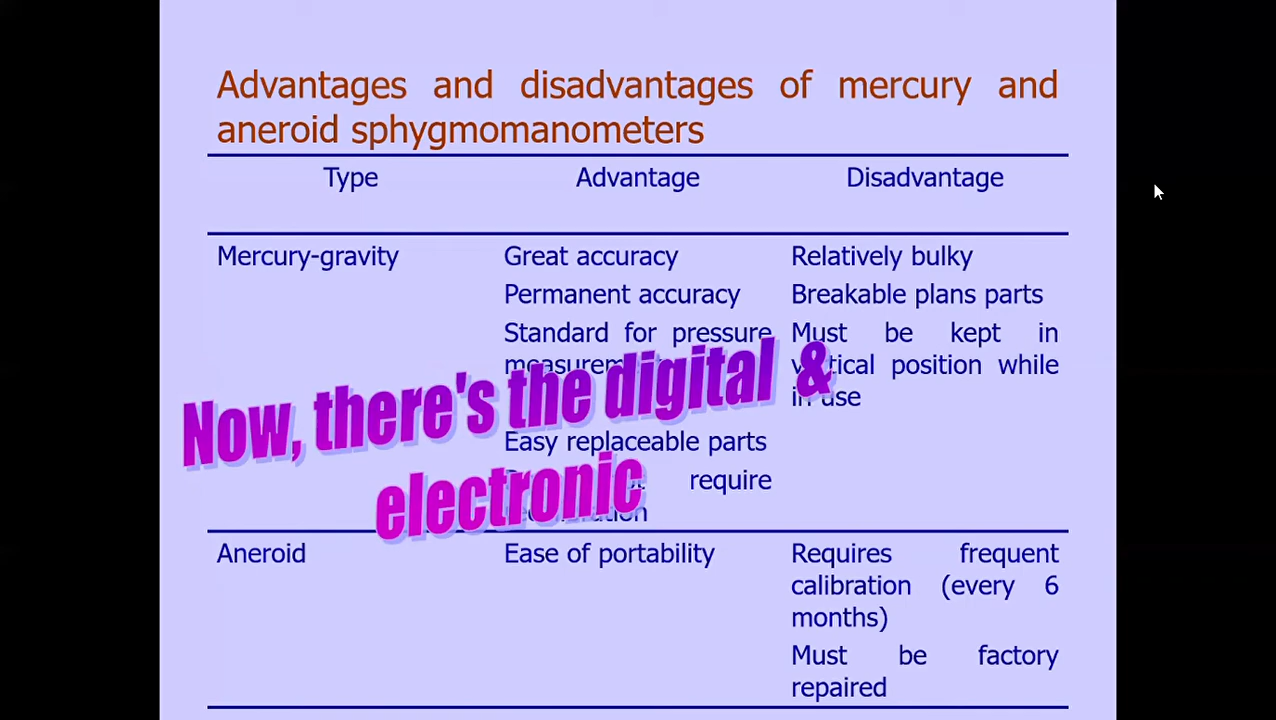 Advantages and disadvantages of mercury and
aneroid sphygmomanometers
Type Advantage Disadvantage
Mercury-gravity Great accuracy Relatively bulky
Permanent accuracy Breakable plans parts
Standard for pressure Must be kept in
vertical position while
in use
Now, there's the digital &
electronic
Easy replaceable parts
require
Aneroid Ease of portability Requires frequent
calibration (every 6
months)
Must be factory
repaired